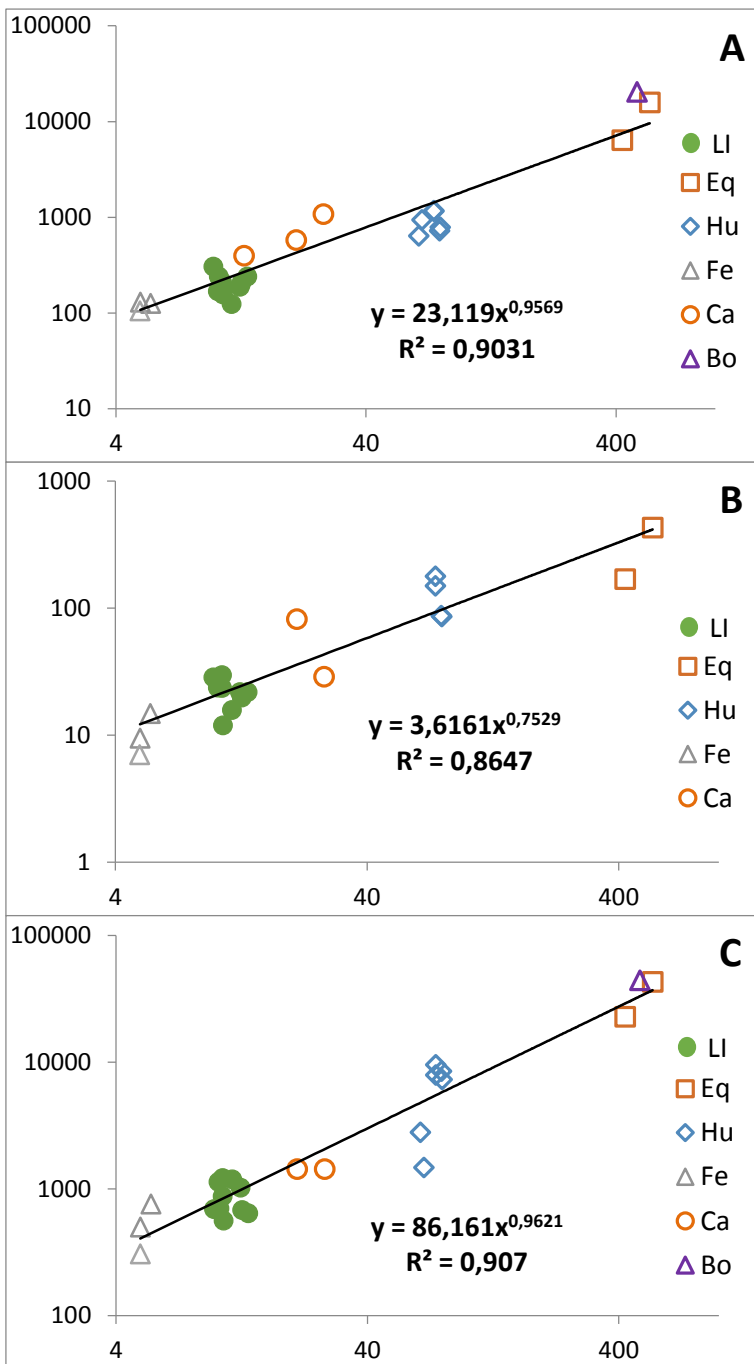 100000
10000
1000
100
10
4
40
400
A
LI
Eq
Hu
Fe
Ca
Bo
y = 23,119x^0,9569
R² = 0,9031
1000
100
10
1
4
40
400
B
LI
Eq
Hu
Fe
Ca
y = 3,6161x^0,7529
R² = 0,8647
100000
10000
1000
100
4
40
400
C
LI
Eq
Hu
Fe
Ca
Bo
y = 86,161x^0,9621
R² = 0,907